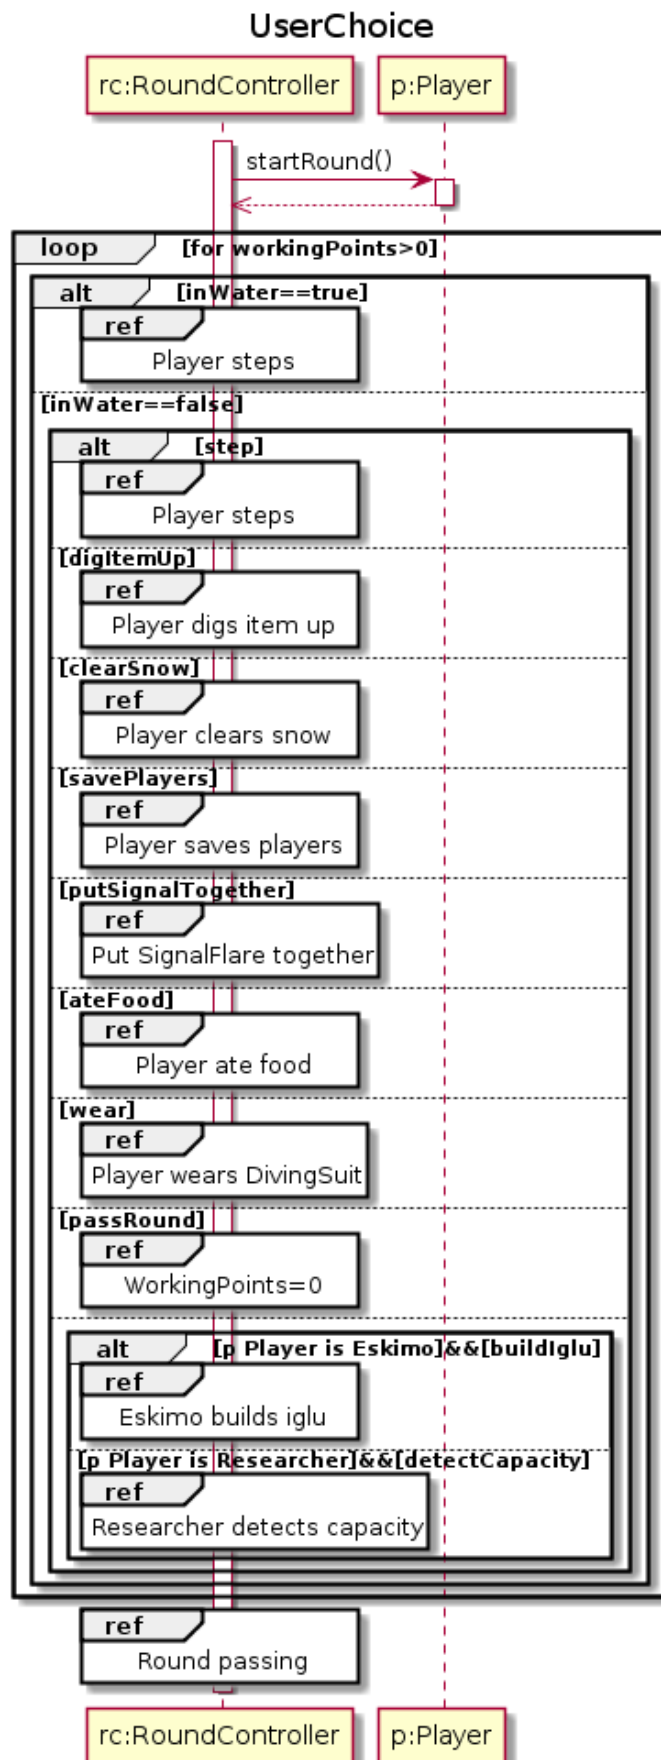 UserChoice
rc:RoundController p:Player
startRound()
loop [for workingPoints>0]
alt [inWater==true]
ref
Player steps
[inWater==false]
alt [step]
ref
Player steps
[digItemUp]
ref
Player digs item up
[clearSnow]
ref
Player clears snow
[savePlayers]
ref
Player saves players
[putSignalTogether]
ref
Put SignalFlare together
[ateFood]
ref
Player ate food
[wear]
ref
Player wears DivingSuit
[passRound]
ref
WorkingPoints=0
alt [p Player is Eskimo]&&[buildIglu]
ref
Eskimo builds iglu
[p Player is Researcher]&&[detectCapacity]
ref
Researcher detects capacity
ref
Round passing
rc:RoundController p:Player